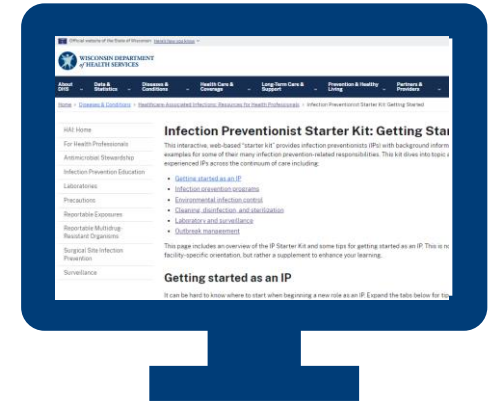 Official website of the State of Wisconsin Here's how you know
WISCONSIN DEPARTMENT
of HEALTH SERVICES
About DHS
Data & Statistics
Diseases & Conditions
Health Care & Coverage
Long-Term Care & Support
Prevention & Healthy Living
Partners & Providers
Home › Diseases & Conditions › Healthcare-Associated Infections: Resources for Health Professionals › Infection Preventionist Starter Kit: Getting Started
HAI: Home
For Health Professionals
Antimicrobial Stewardship
Infection Prevention Education
Laboratories
Precautions
Reportable Exposures
Reportable Multidrug-
Resistant Organisms
Surgical Site Infection
Prevention
Surveillance
Infection Preventionist Starter Kit: Getting Star
This interactive, web-based "starter kit" provides infection preventionists (IPs) with background inform
examples for some of their many infection prevention-related responsibilities. This kit dives into topic a
experienced IPs across the continuum of care including:
• Getting started as an IP
• Infection prevention programs
• Environmental infection control
• Cleaning, disinfection, and sterilization
• Laboratory and surveillance
• Outbreak management
This page includes an overview of the IP Starter Kit and some tips for getting started as an IP. This is no
facility-specific orientation, but rather a supplement to enhance your learning.
Getting started as an IP
It can be hard to know where to start when beginning a new role as an IP. Expand the tabs below for tip